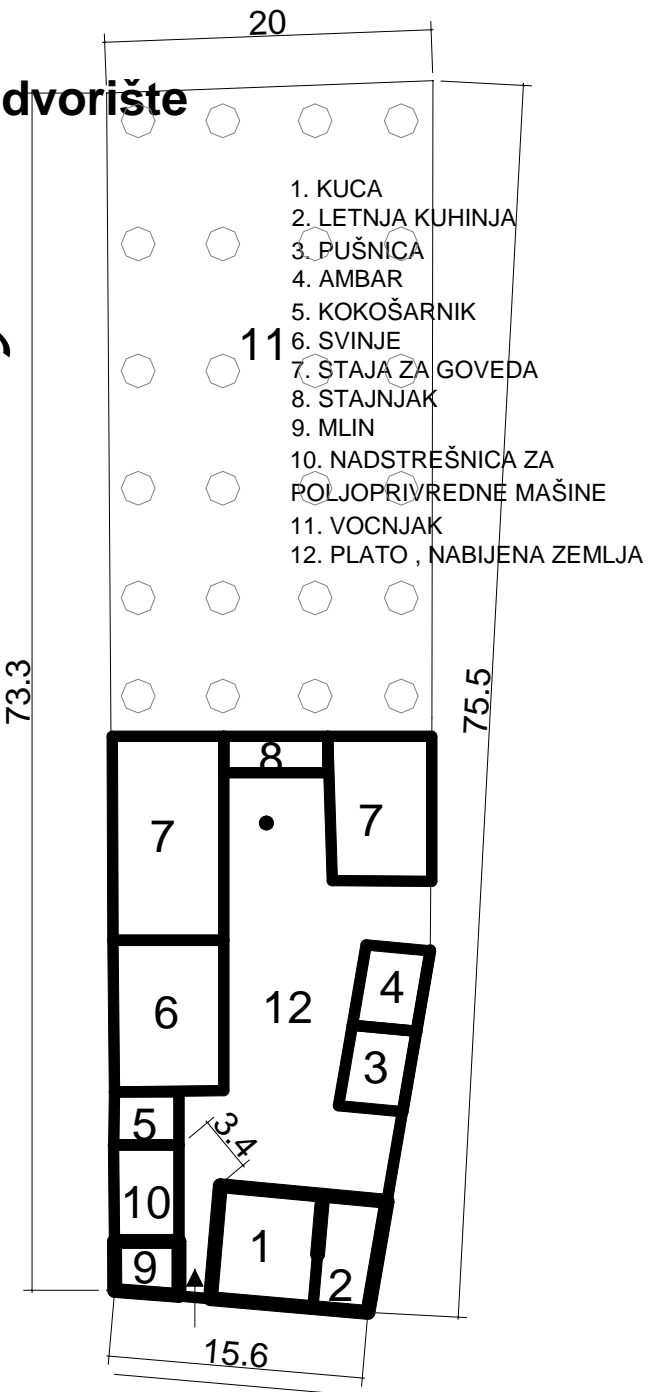 20
dvorište
1. KUCA
2. LETNJA KUHINJA
3. PUŠNICA
4. AMBAR
5. KOKOŠARNIK
11
6. SVINJE
7. STAJA ZA GOVEDA
8. STAJNJAK
9. MLIN
10. NADSTREŠNICA ZA
POLJOPRIVREDNE MAŠINE
11. VOCNJAK
12. PLATO , NABIJENA ZEMLJA
73.3
75.5
8
7
7
4
12
6
3
5
3.4
10
1
9
2
15.6